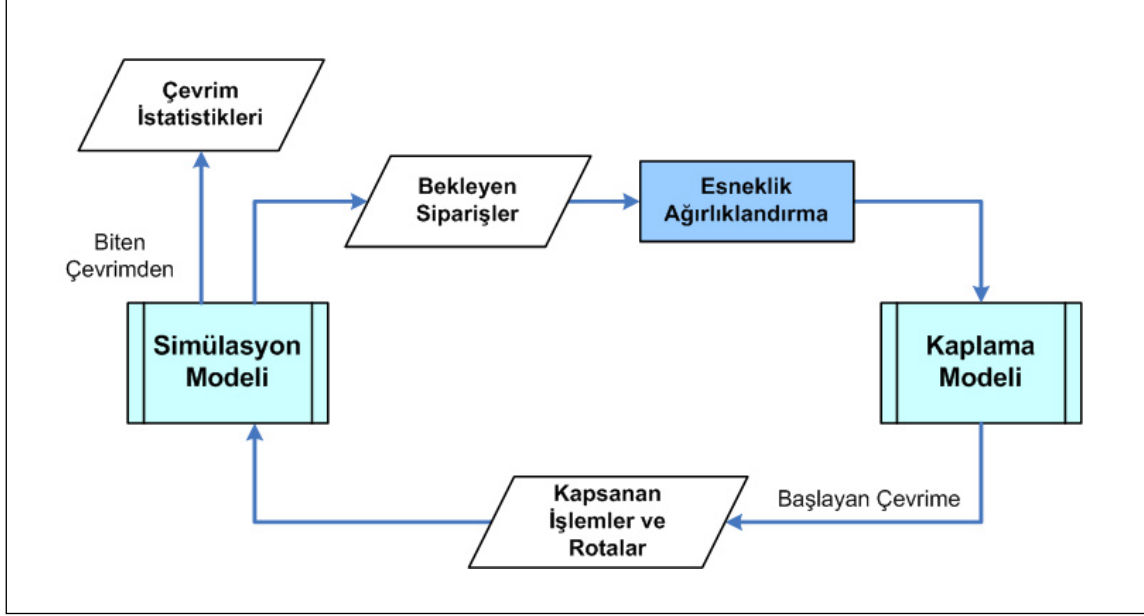 Çevrim
İstatistikleri
Bekleyen
Siparişler
Esneklik
Ağırlıklandırma
Biten
Çevrimden
Simülasyon
Modeli
Kaplama
Modeli
Kapsanan
İşlemler ve
Rotalar
Başlayan Çevrime